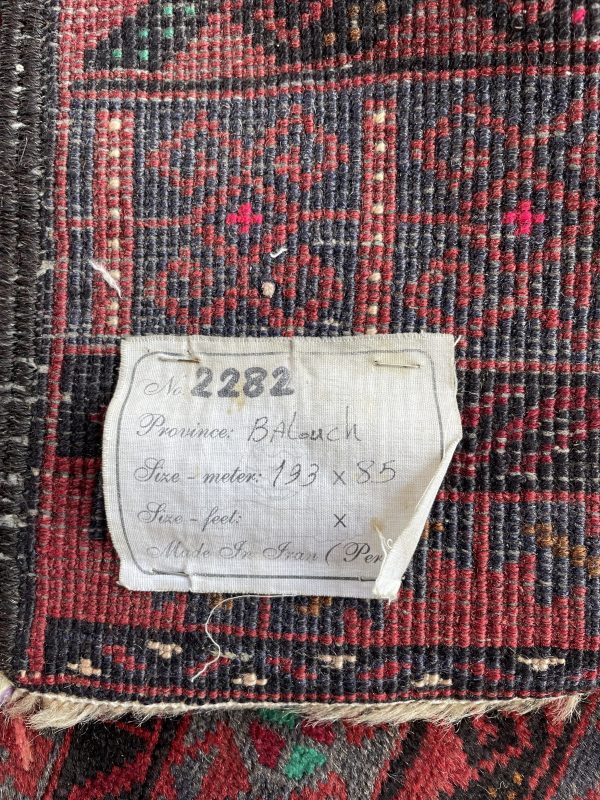 No. 2282
Province: BALouch
Size - meter: 193 x 85
Size - feet: x
Made In Iran (Per